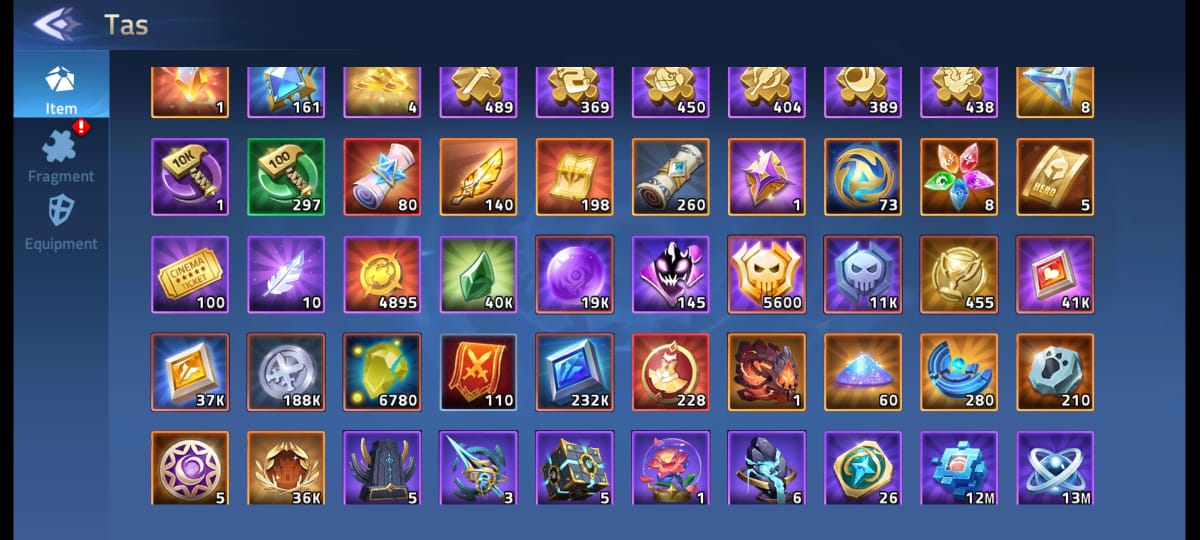 Tas
Item
Fragment
Equipment
1 161 4 489 369 450 404 389 438 8
10K 100 HERO
1 297 80 140 198 260 1 73 8 5
CINEMA
TICKET
100 10 4895 40K 19K 145 5600 11K 455 41K
37K 188K 6780 110 232K 228 1 60 280 210
5 36K 5 3 5 1 6 26 12M 13M